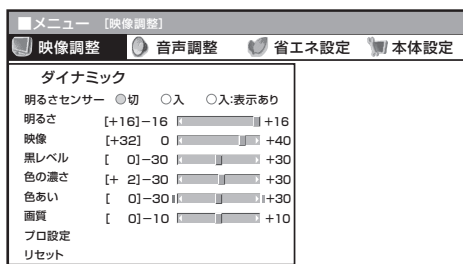 ■メニュー [映像調整]
映像調整 音声調整 省エネ設定 本体設定
ダイナミック
明るさセンサー ◎切 ○入 ○入:表示あり
明るさ [+16]−16 +16
映像 [+32] 0 +40
黒レベル [ 0]−30 +30
色の濃さ [+ 2]−30 +30
色あい [ 0]−30 +30
画質 [ 0]−10 +10
プロ設定
リセット